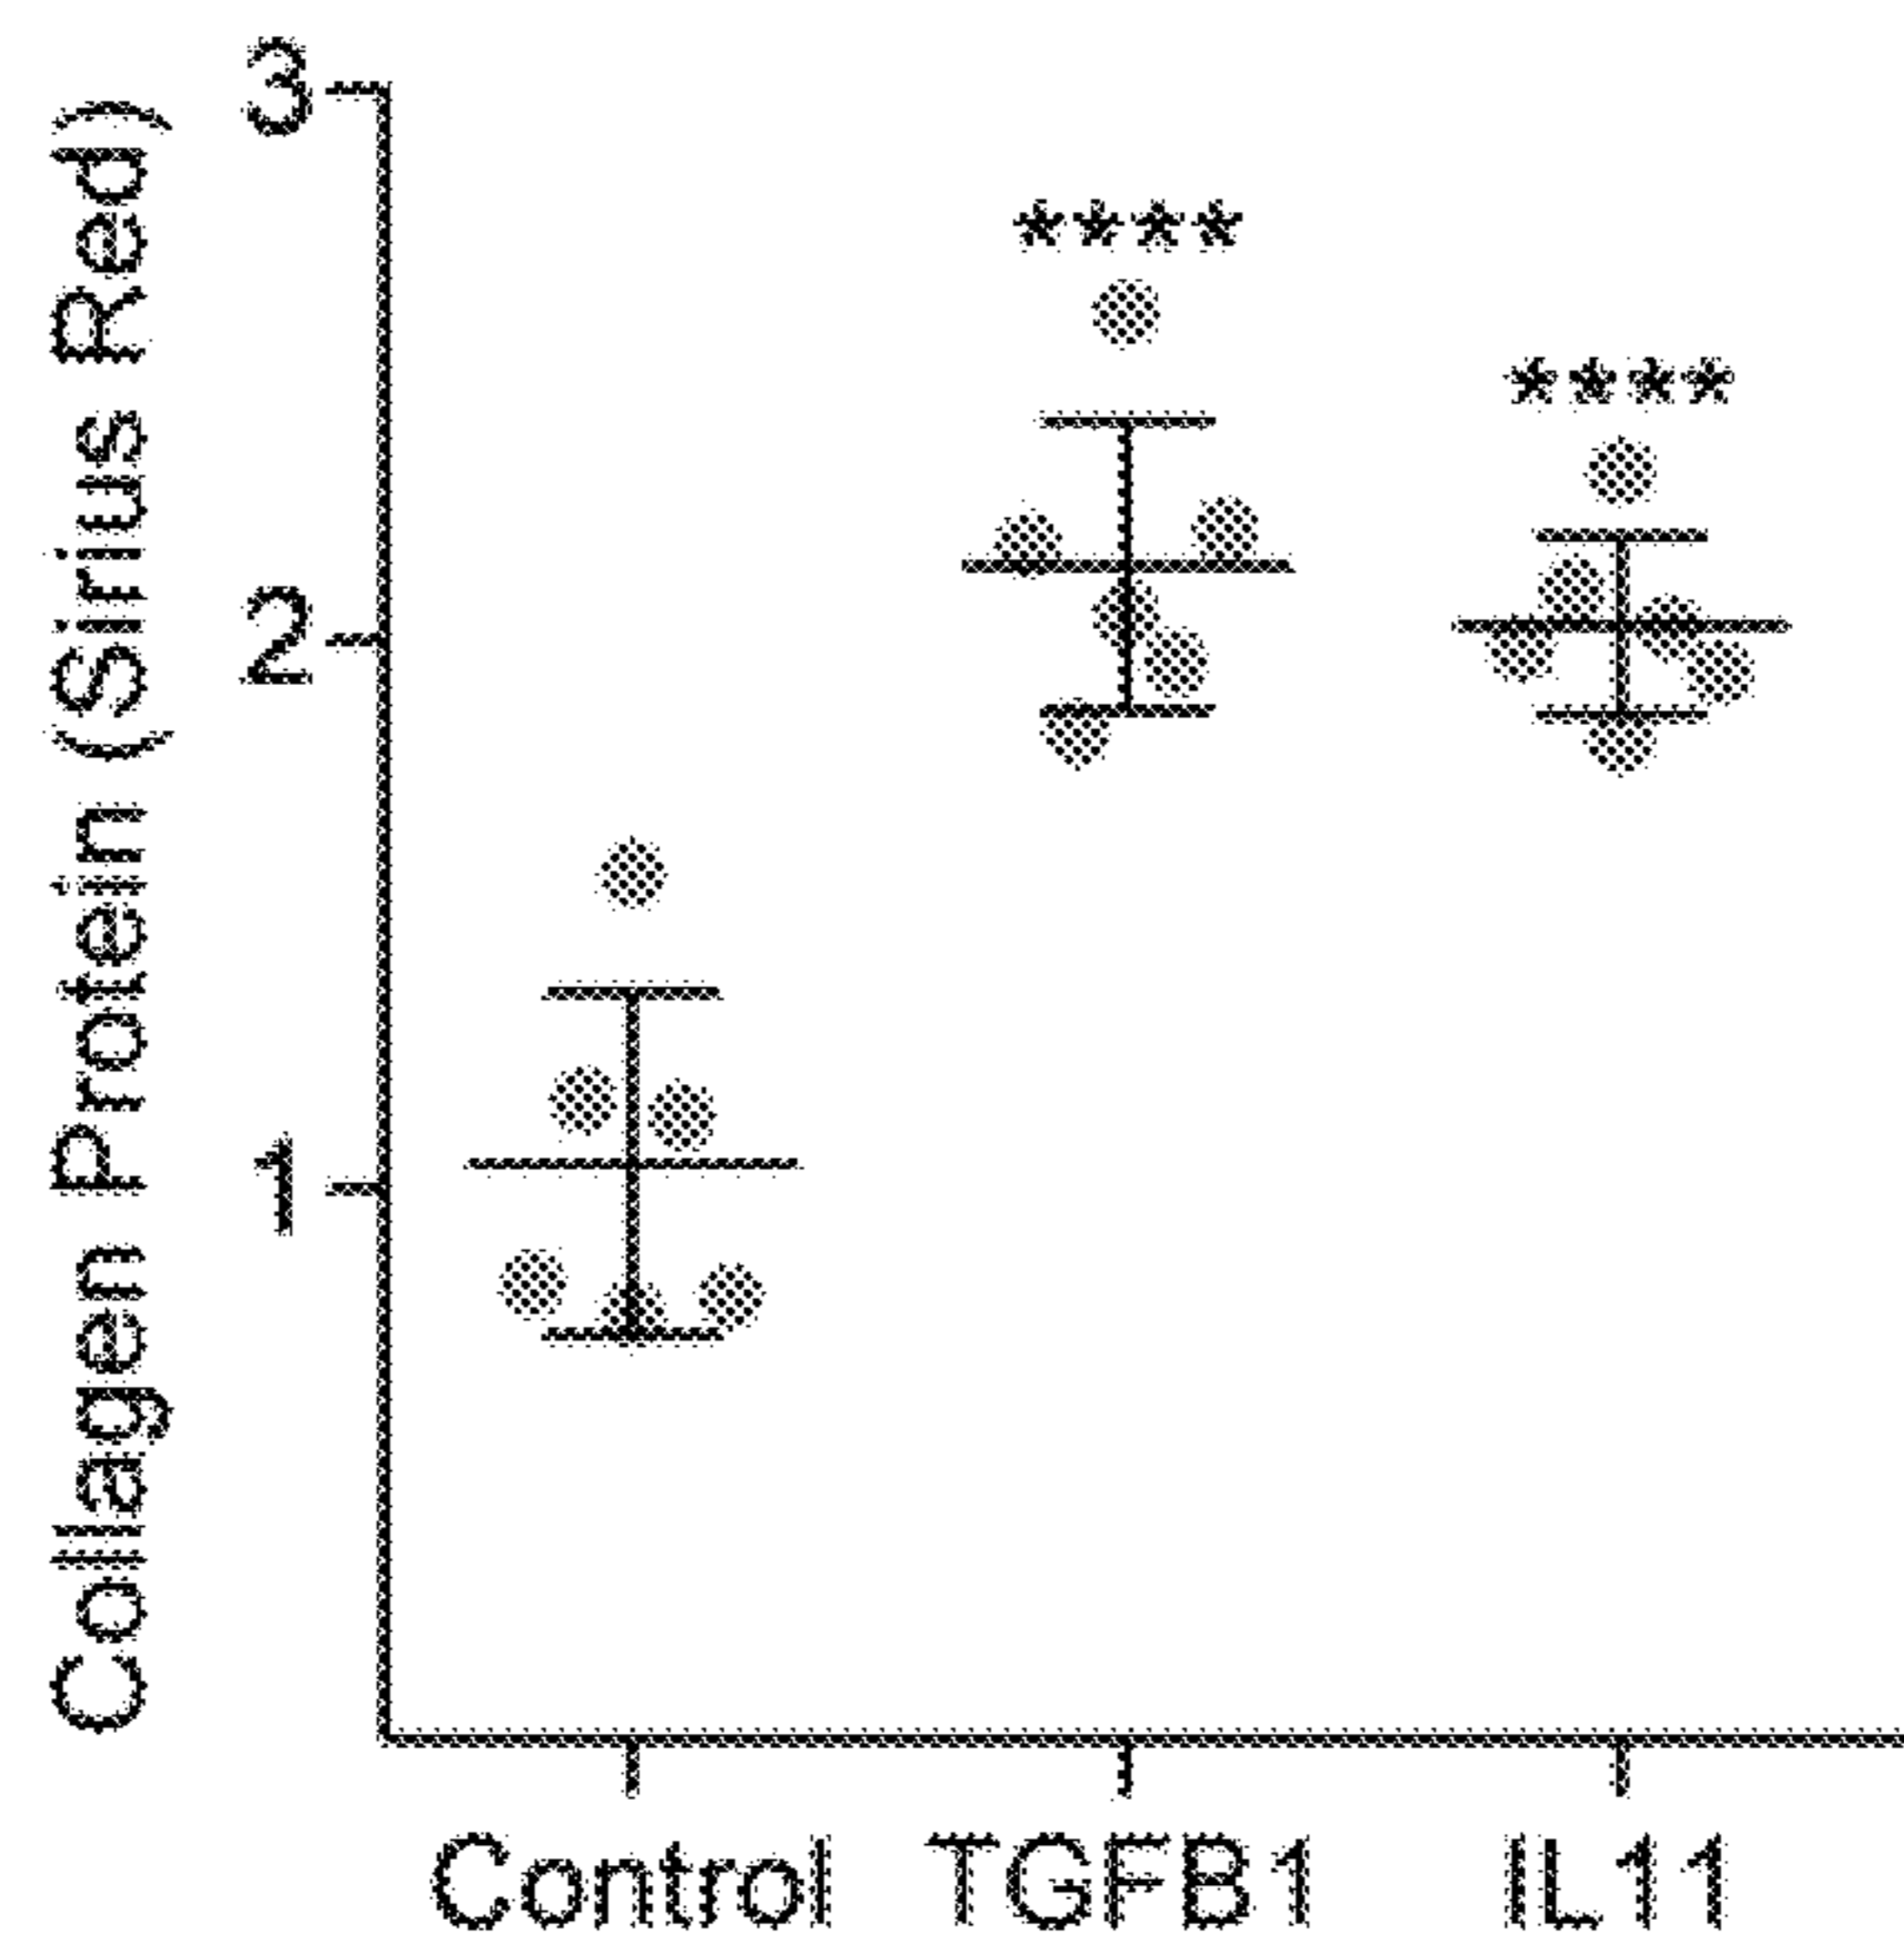 Collagen Protein (Sirius Red)
3
2
1
****
****
Control TGFB1 IL11